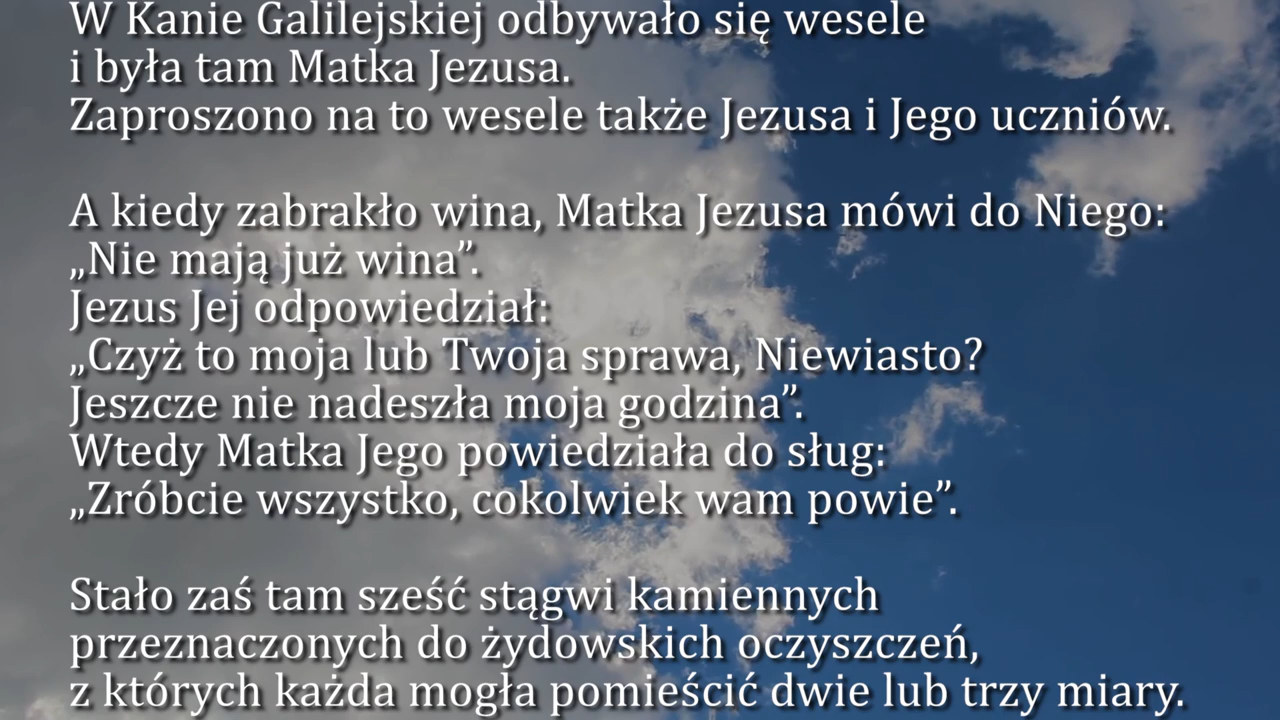 W Kanie Galilejskiej odbywało się wesele
i była tam Matka Jezusa.
Zaproszono na to wesele także Jezusa i Jego uczniów.
A kiedy zabrakło wina, Matka Jezusa mówi do Niego:
„Nie mają już wina”.
Jezus Jej odpowiedział:
„Czyż to moja lub Twoja sprawa, Niewiasto?
Jeszcze nie nadeszła moja godzina”.
Wtedy Matka Jego powiedziała do sług:
„Zróbcie wszystko, cokolwiek wam powie”.
Stało zaś tam sześć stągwi kamiennych
przeznaczonych do żydowskich oczyszczeń,
z których każda mogła pomieścić dwie lub trzy miary.